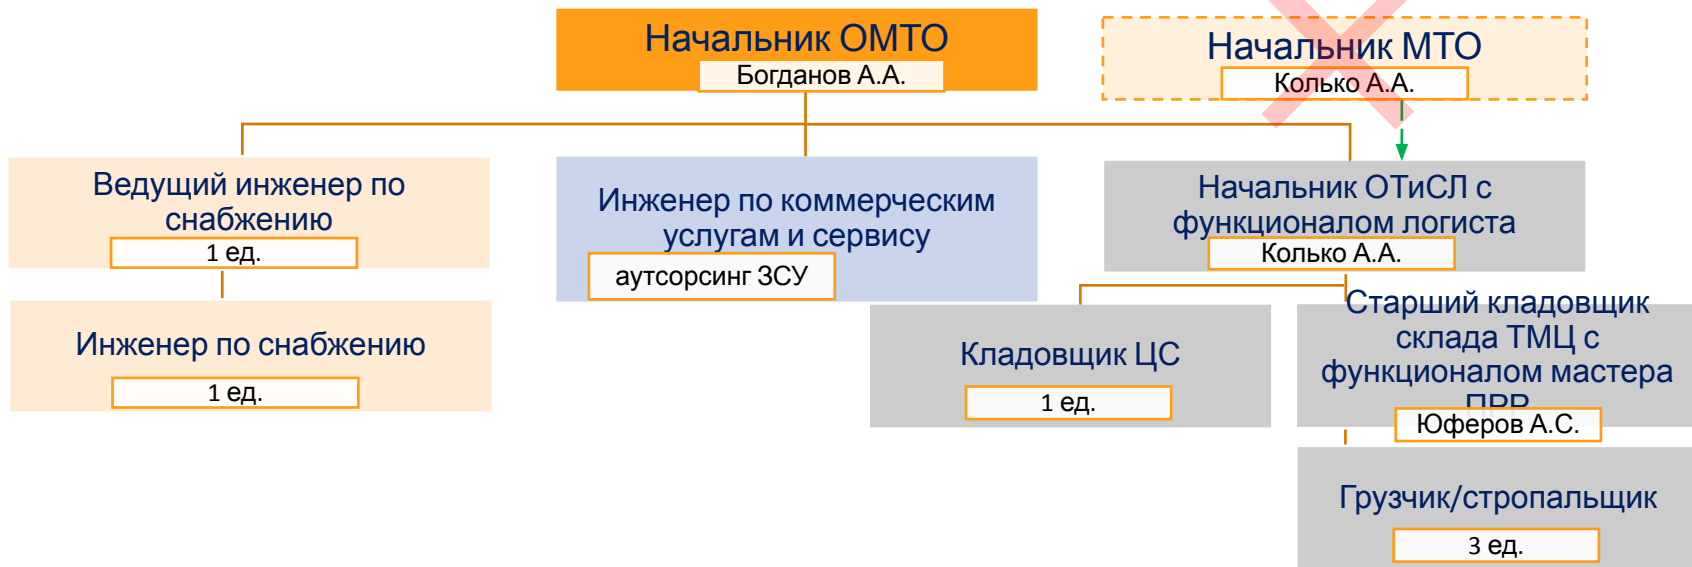 Начальник ОМТО
Богданов А.А.
Начальник МТО
Колько А.А.
Ведущий инженер по
снабжению
1 ед.
Инженер по коммерческим
услугам и сервису
аутсорсинг ЗСУ
Начальник ОТиСЛ с
функционалом логиста
Колько А.А.
Инженер по снабжению
1 ед.
Кладовщик ЦС
1 ед.
Старший кладовщик
склада ТМЦ с
функционалом мастера
ПРР
Юферов А.С.
Грузчик/стропальщик
3 ед.